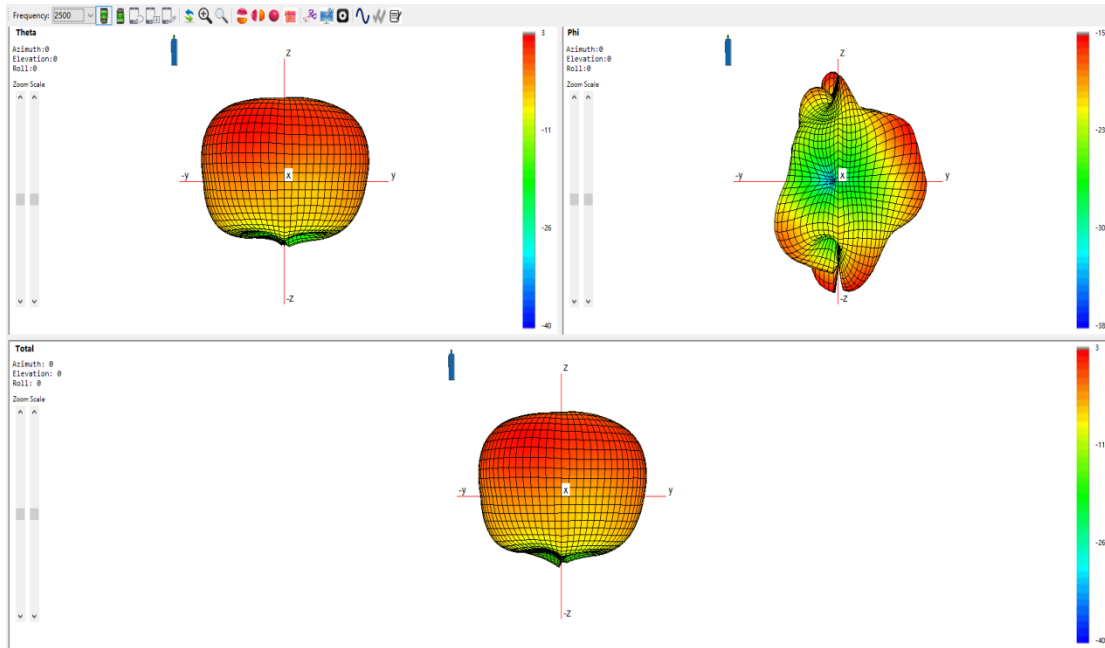 Frequency: 2500
Theta
Azimuth:0
Elevation:0
Roll:0
Zoom Scale
Z
-y
X
y
-Z
3
-11
-26
-40
Phi
Azimuth:0
Elevation:0
Roll:0
Zoom Scale
Z
-y
X
y
-Z
-15
-23
-30
-38
Total
Azimuth: 0
Elevation: 0
Roll: 0
Zoom Scale
Z
-y
X
y
-Z
3
-11
-26
-40